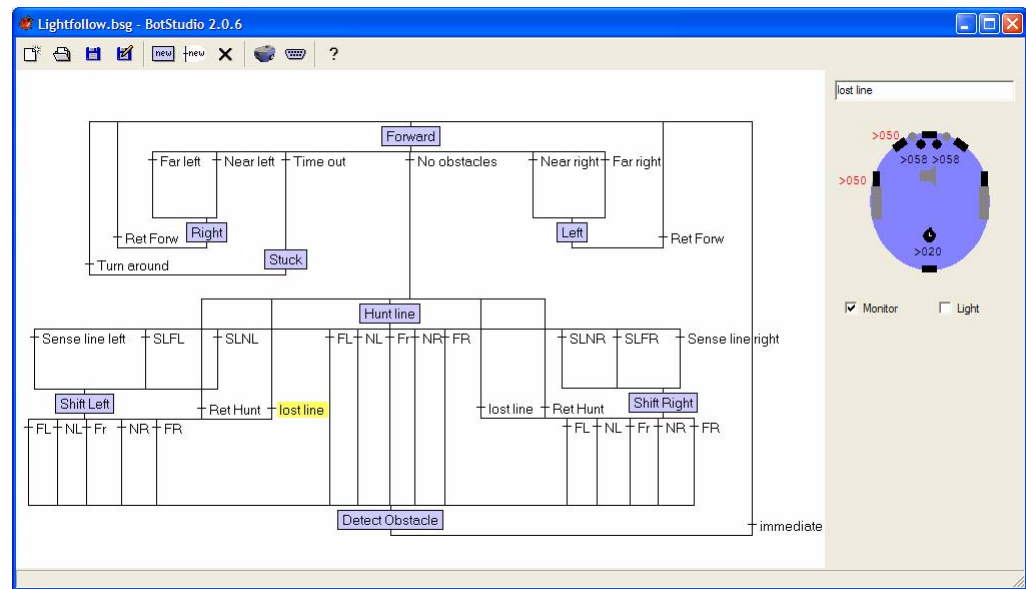 Lightfollow.bsg - BotStudio 2.0.6
new new ?
lost line
Forward
Far left Near left Time out No obstacles Near right Far right
>050
>058 >058
>050
Ret Forw Right Left Ret Forw
Stuck
Turn around
>020
Hunt line
Monitor Light
Sense line left SLFL SLNL FL NL Fr NR FR SLNR SLFR Sense line right
Shift Left Ret Hunt lost line lost line Ret Hunt Shift Right
FL NL Fr NR FR FL NL Fr NR FR
Detect Obstacle
immediate